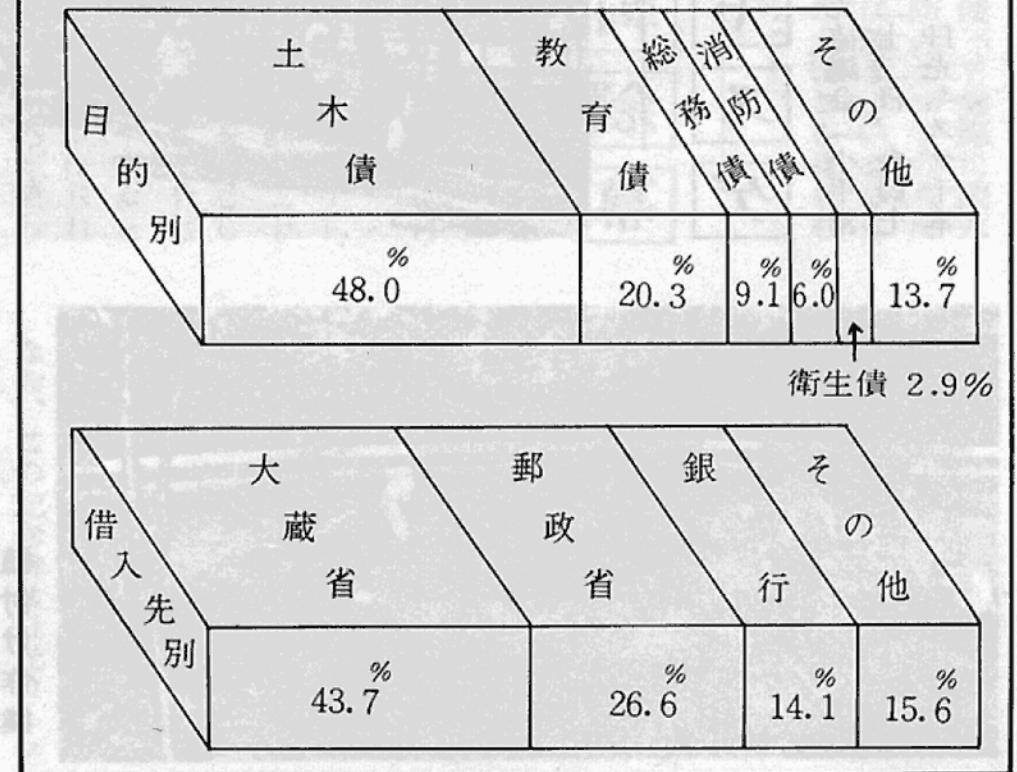 目的別
土木債
教育債
総務債
消防債
その他
48.0%
20.3%
9.1%
6.0%
13.7%
衛生債 2.9%
借入先別
大蔵省
郵政省
銀行
その他
43.7%
26.6%
14.1%
15.6%